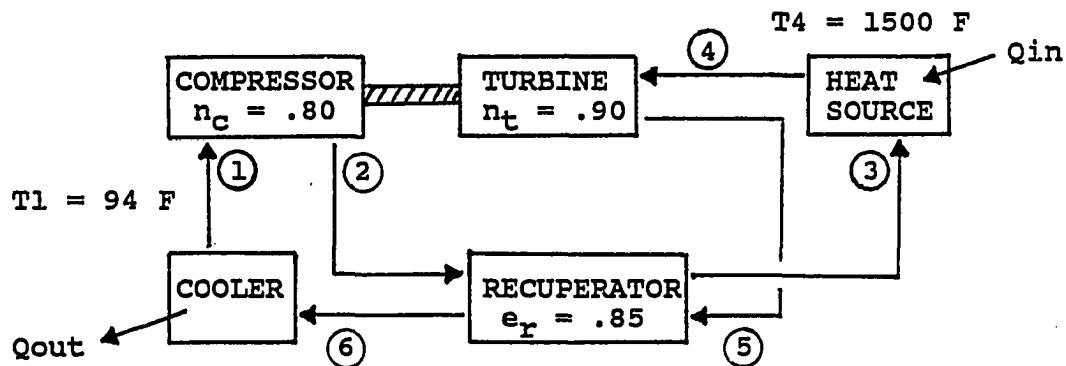 T4 = 1500 F
4
Qin
COMPRESSOR
nc = .80
TURBINE
nt = .90
HEAT
SOURCE
1
2
3
T1 = 94 F
COOLER
RECUPERATOR
er = .85
Qout
6
5